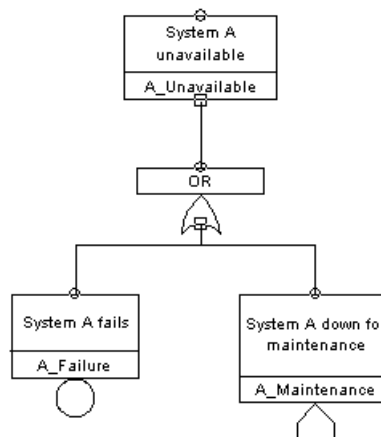 System A
unavailable
A_Unavailable
OR
System A fails
A_Failure
System A down fo
maintenance
A_Maintenance